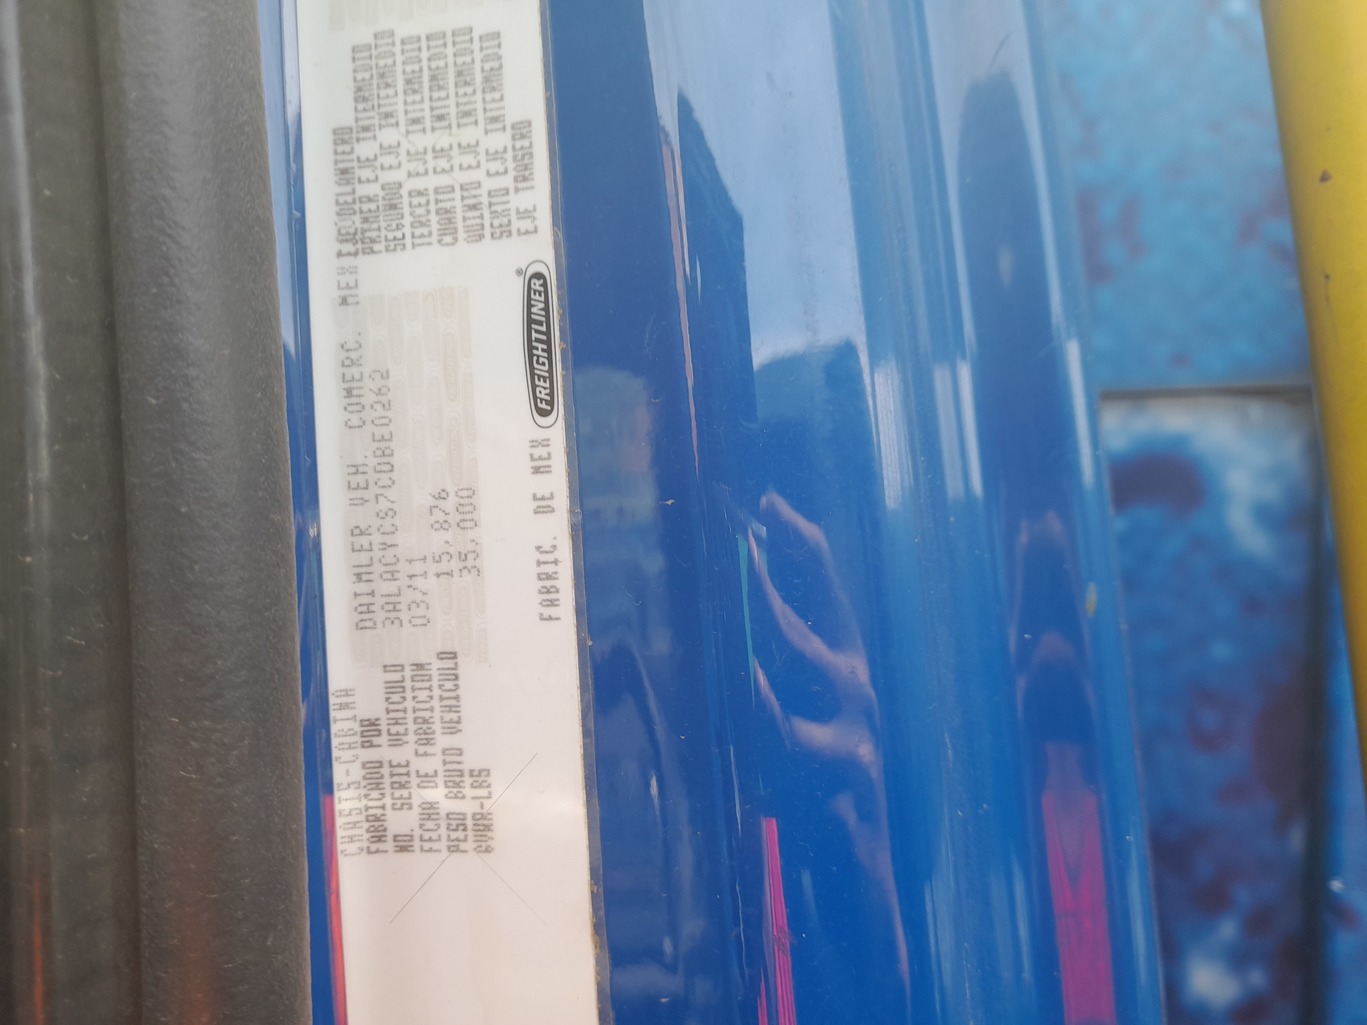 CHASIS-CABINA
FABRICADO POR DAIMLER VEH. COMERC. MEX
NO. SERIE VEHICULO 3ALACYCS7CDBE0262
FECHA DE FABRICION 03/11
PESO BRUTO VEHICULO 15,876
GVWR-LBS 35,000
FABRIC. DE MEX
FREIGHTLINER®
EJE DELANTERO
PRIMER EJE INTERMEDIO
SEGUNDO EJE INTERMEDIO
TERCER EJE INTERMEDIO
CUARTO EJE INTERMEDIO
QUINTO EJE INTERMEDIO
SEXTO EJE INTERMEDIO
EJE TRASERO